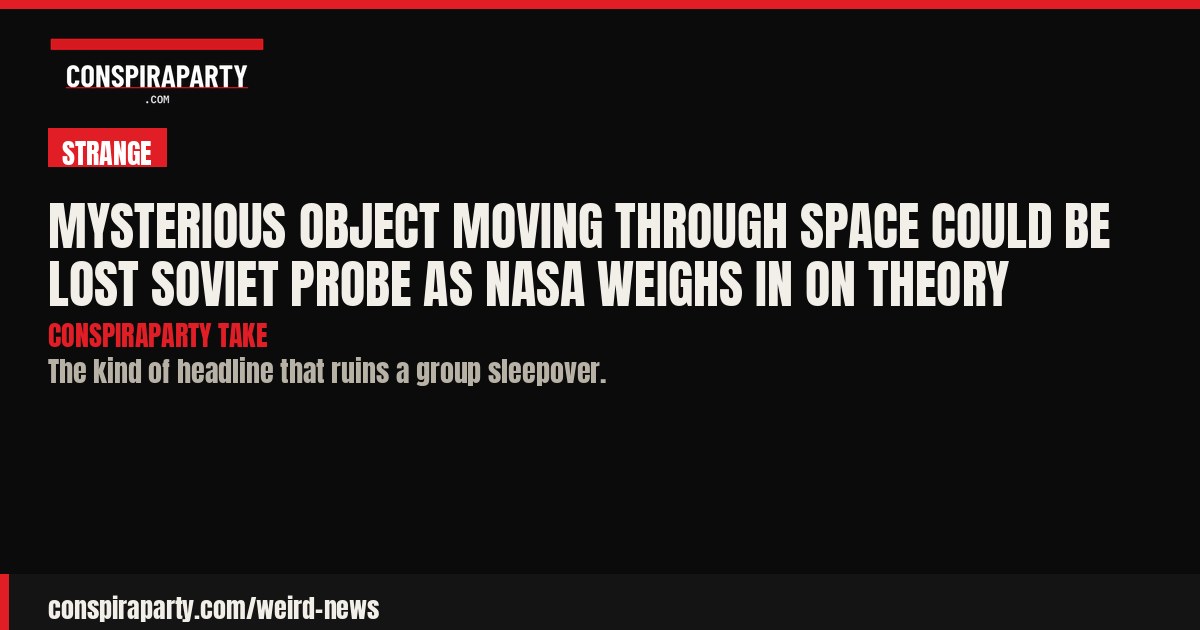 CONSPIRAPARTY
.COM
STRANGE
MYSTERIOUS OBJECT MOVING THROUGH SPACE COULD BE
LOST SOVIET PROBE AS NASA WEIGHS IN ON THEORY
CONSPIRAPARTY TAKE
The kind of headline that ruins a group sleepover.
conspiraparty.com/weird-news